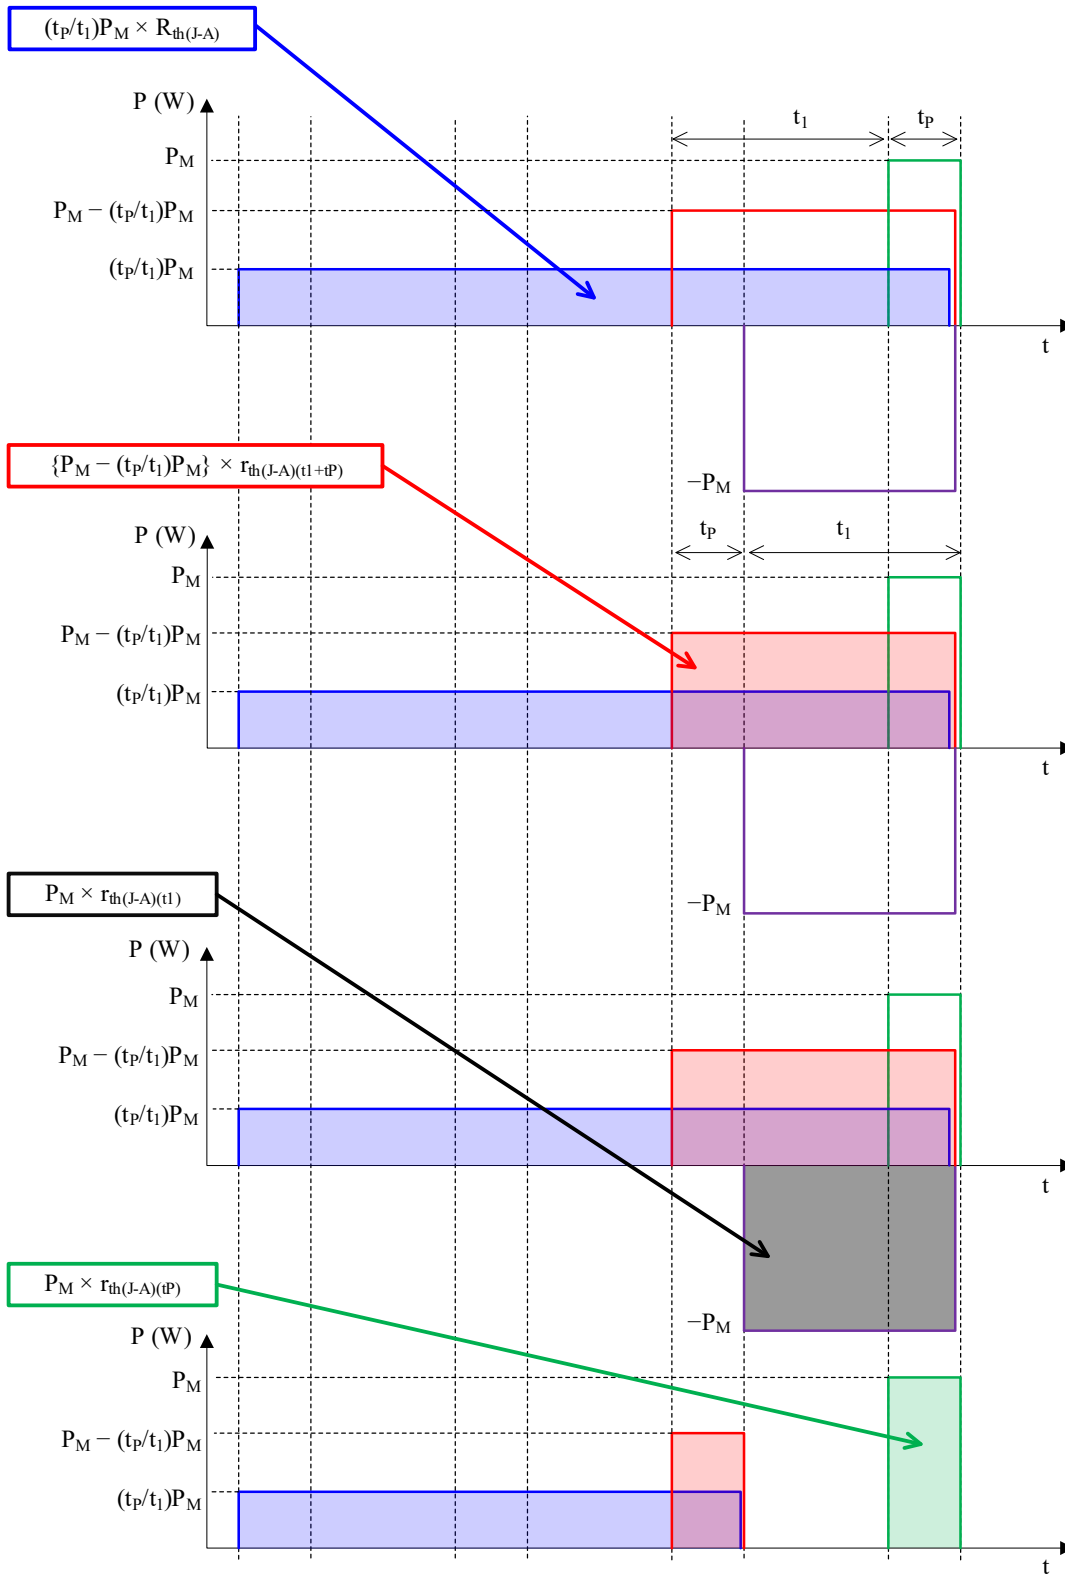 (tP/t1)PM × Rth(J-A)
P (W)
t1
tP
PM
PM − (tP/t1)PM
(tP/t1)PM
t
{PM − (tP/t1)PM} × rth(J-A)(t1+tP)
−PM
P (W)
tP
t1
PM
PM − (tP/t1)PM
(tP/t1)PM
t
PM × rth(J-A)(t1)
−PM
P (W)
PM
PM − (tP/t1)PM
(tP/t1)PM
t
PM × rth(J-A)(tP)
−PM
P (W)
PM
PM − (tP/t1)PM
(tP/t1)PM
t